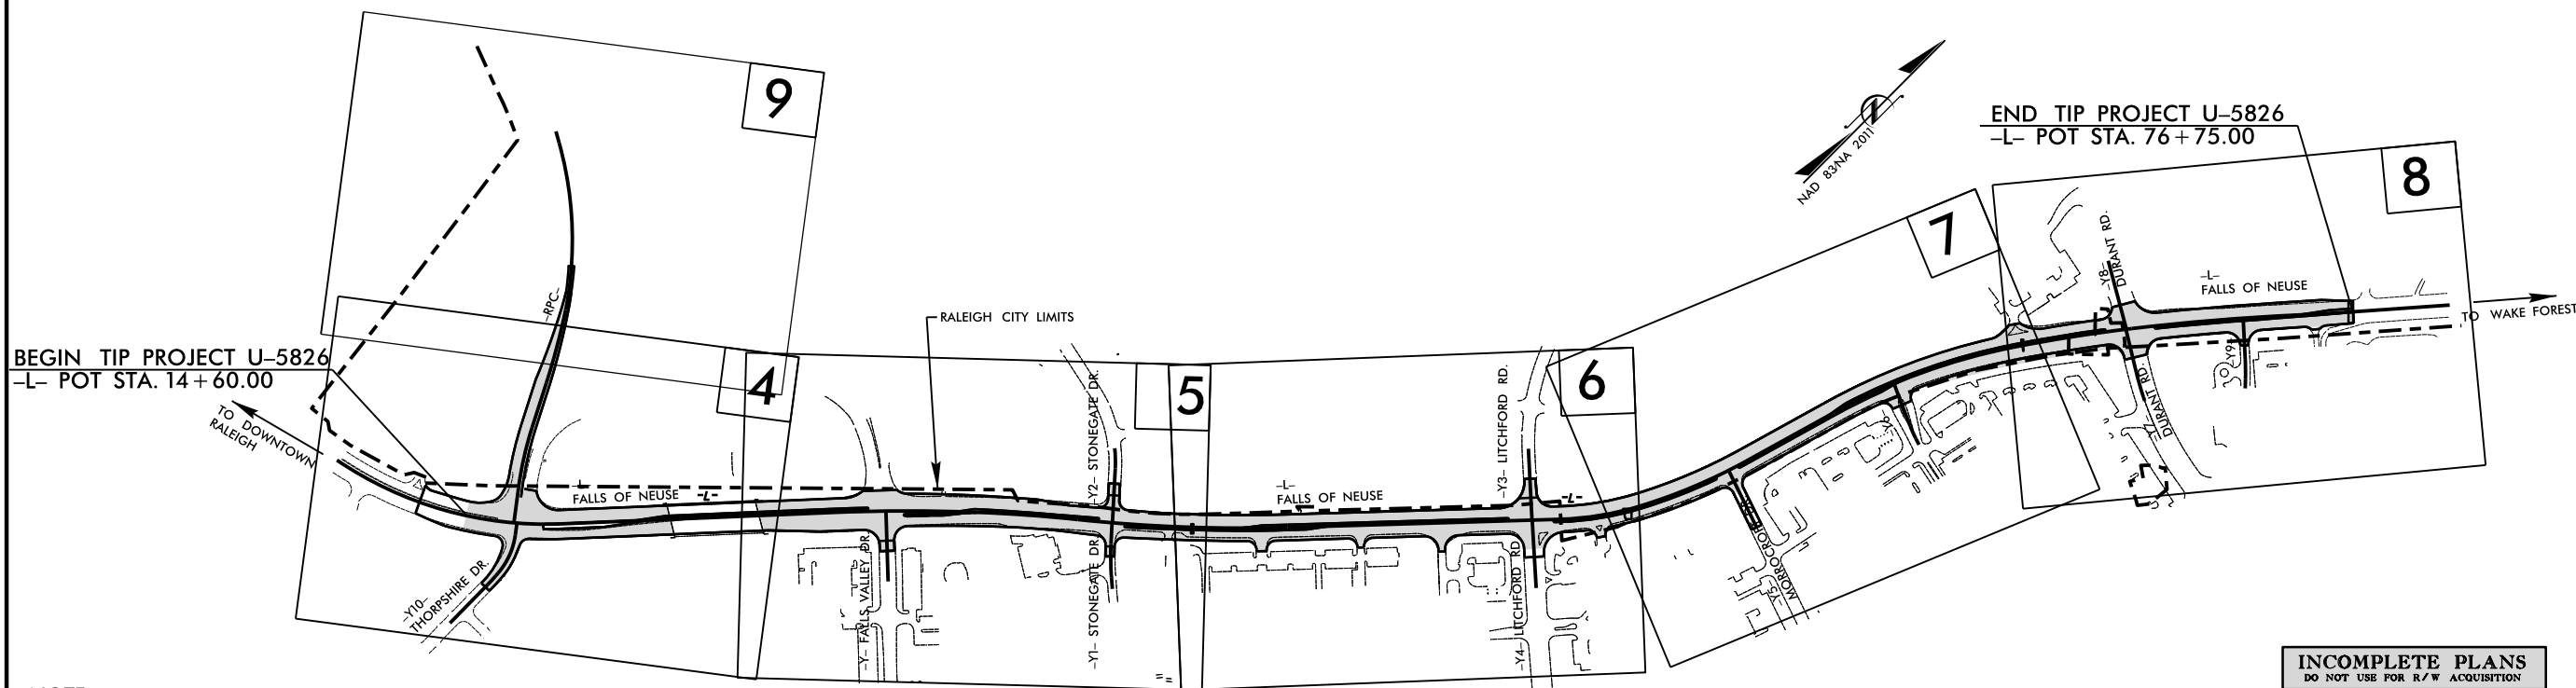 9
NAD 83/NA 2011
END TIP PROJECT U–5826
–L– POT STA. 76+75.00
8
7
–Y8–
DURANT RD.
–L–
FALLS OF NEUSE
TO WAKE FOREST
–RPC–
RALEIGH CITY LIMITS
BEGIN TIP PROJECT U–5826
–L– POT STA. 14+60.00
TO DOWNTOWN
RALEIGH
4
5
6
–Y2– STONEGATE DR.
–Y3– LITCHFORD RD.
–Y9–
–Y7–
DURANT RD.
–Y6–
–L–
FALLS OF NEUSE
–L–
–L–
FALLS OF NEUSE
–L–
–Y10–
THORPSHIRE DR.
–Y– FALLS VALLEY DR.
–Y1– STONEGATE DR.
–Y4– LITCHFORD RD.
–Y5–
INCOMPLETE PLANS
DO NOT USE FOR R/W ACQUISITION